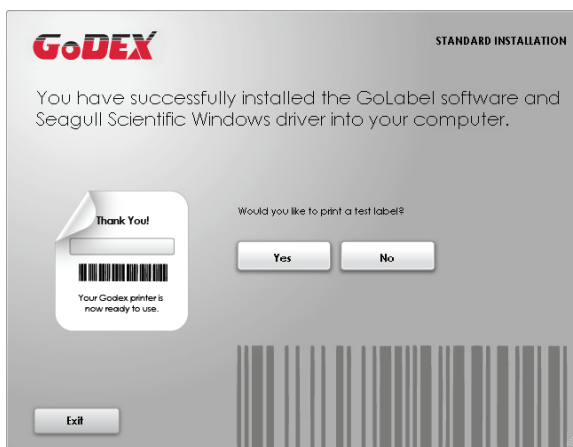 GoDEX
STANDARD INSTALLATION
You have successfully installed the GoLabel software and
Seagull Scientific Windows driver into your computer.
Thank You!
Your Godex printer is
now ready to use.
Would you like to print a test label?
Yes
No
Exit